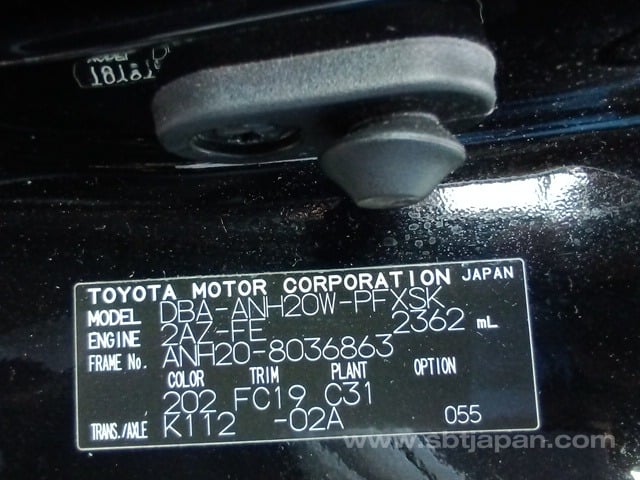 TOYOTA MOTOR CORPORATION JAPAN
MODEL DBA-ANH20W-PFXSK
ENGINE 2AZ-FE 2362 mL
FRAME No. ANH20-8036863
COLOR TRIM PLANT OPTION
202 FC19 C31
TRANS./AXLE K112 -02A 055
www.sbtjapan.com